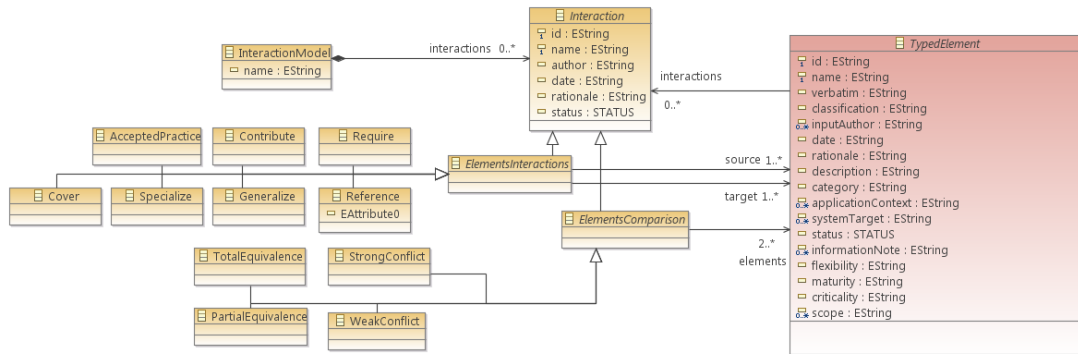 Interaction
id : EString
name : EString
author : EString
date : EString
rationale : EString
status : STATUS
InteractionModel
name : EString
interactions 0..*
TypedElement
id : EString
name : EString
verbatim : EString
classification : EString
inputAuthor : EString
date : EString
rationale : EString
description : EString
category : EString
applicationContext : EString
systemTarget : EString
status : STATUS
informationNote : EString
flexibility : EString
maturity : EString
criticality : EString
scope : EString
interactions
0..*
AcceptedPractice
Contribute
Require
ElementsInteractions
source 1..*
target 1..*
Cover
Specialize
Generalize
Reference
EAttribute0
ElementsComparison
2..*
elements
TotalEquivalence
StrongConflict
PartialEquivalence
WeakConflict